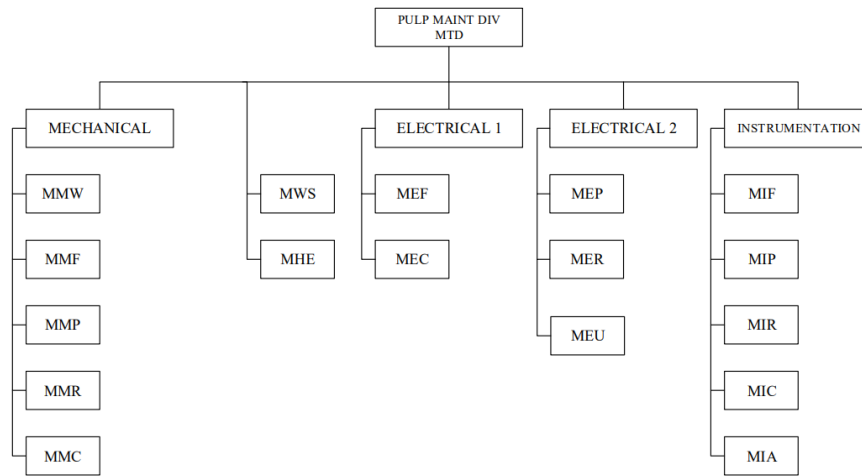 PULP MAINT DIV
MTD
MECHANICAL
ELECTRICAL 1
ELECTRICAL 2
INSTRUMENTATION
MMW
MWS
MEF
MEP
MIF
MMF
MHE
MEC
MER
MIP
MMP
MEU
MIR
MMR
MIC
MMC
MIA